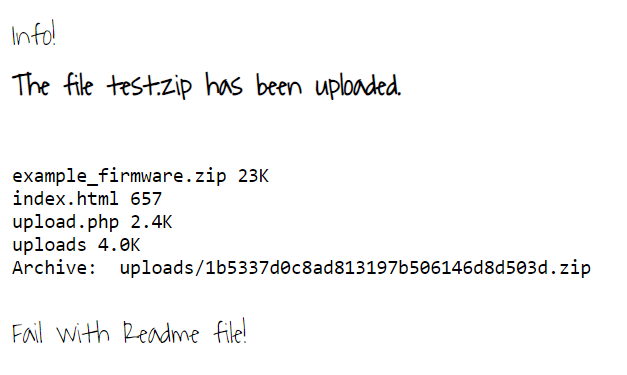 Info!
The file test.zip has been uploaded.
example_firmware.zip 23K
index.html 657
upload.php 2.4K
uploads 4.0K
Archive:  uploads/1b5337d0c8ad813197b506146d8d503d.zip
Fail With Readme file!